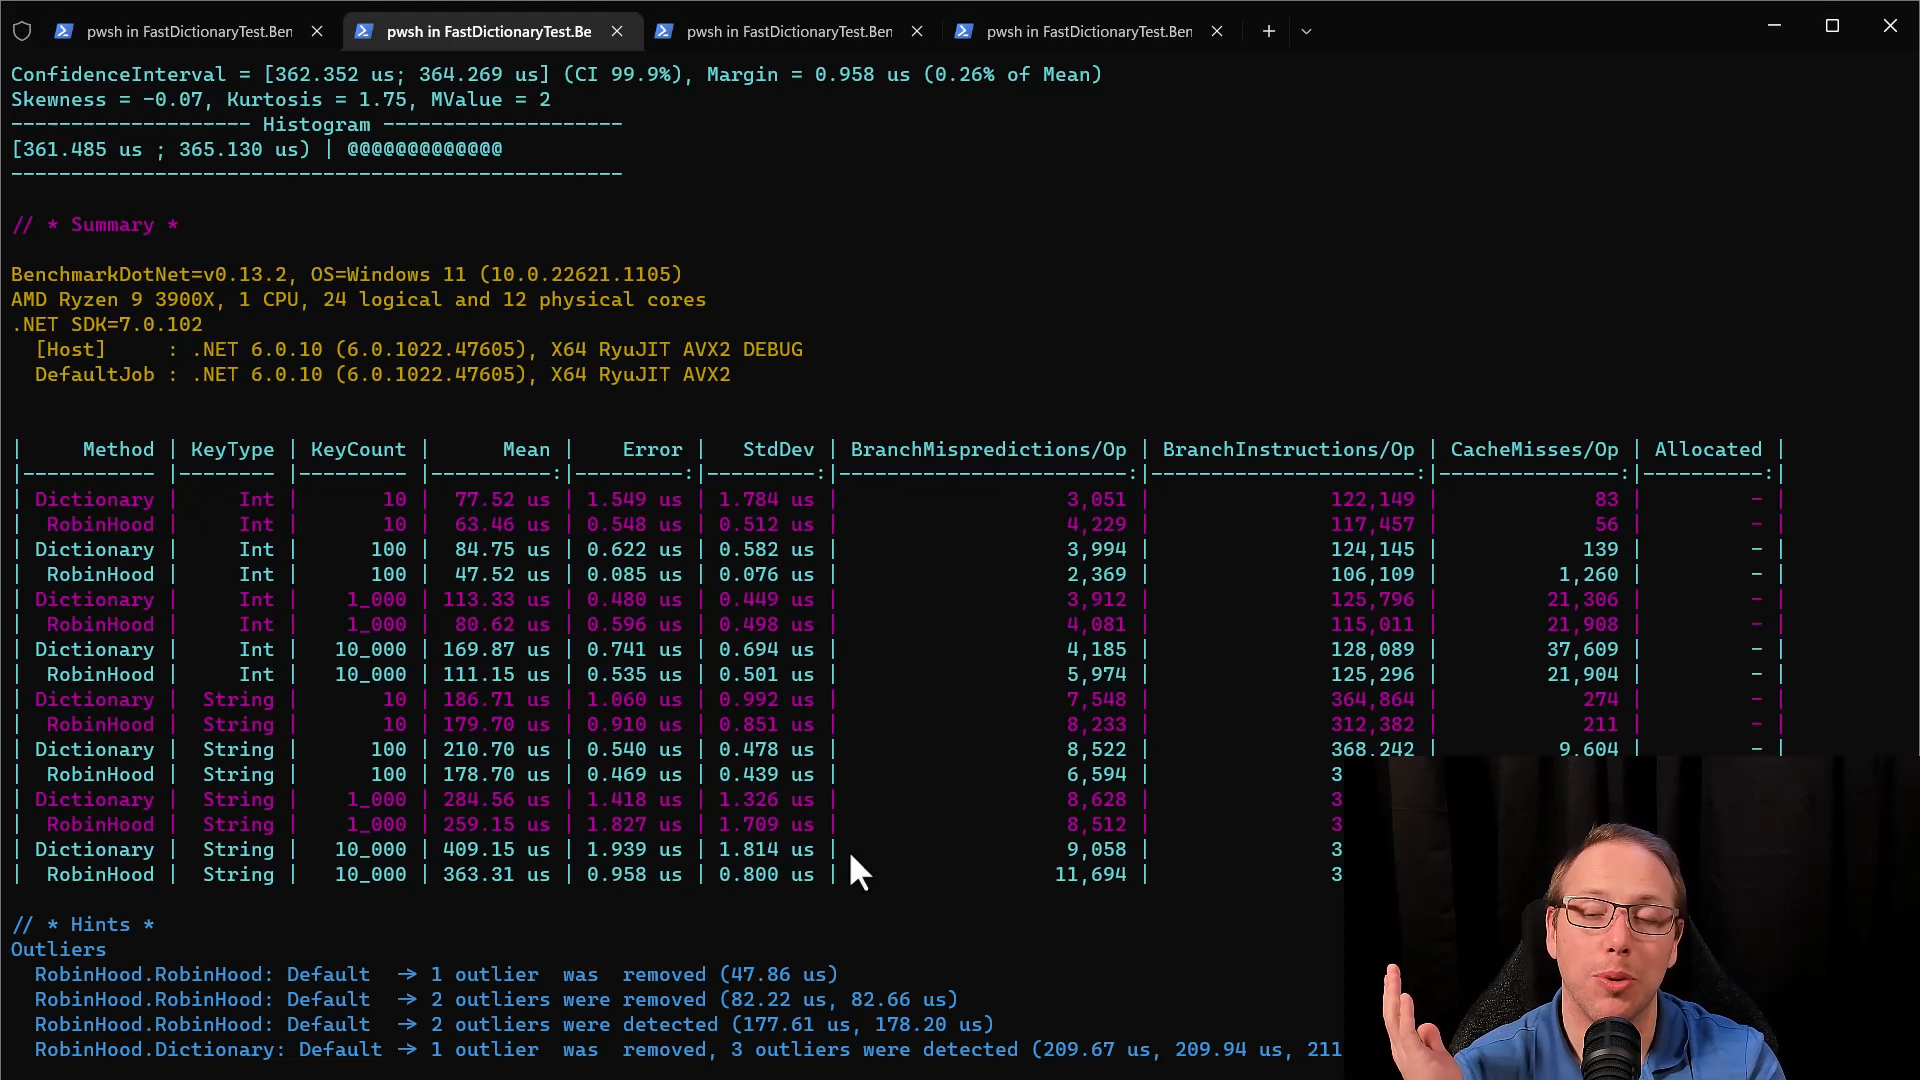 pwsh in FastDictionaryTest.Ben pwsh in FastDictionaryTest.Be pwsh in FastDictionaryTest.Ben pwsh in FastDictionaryTest.Ben
ConfidenceInterval = [362.352 us; 364.269 us] (CI 99.9%), Margin = 0.958 us (0.26% of Mean)
Skewness = -0.07, Kurtosis = 1.75, MValue = 2
-------------------- Histogram --------------------
[361.485 us ; 365.130 us) | @@@@@@@@@@@@@
---------------------------------------------------
// * Summary *
BenchmarkDotNet=v0.13.2, OS=Windows 11 (10.0.22621.1105)
AMD Ryzen 9 3900X, 1 CPU, 24 logical and 12 physical cores
.NET SDK=7.0.102
[Host]     : .NET 6.0.10 (6.0.1022.47605), X64 RyuJIT AVX2 DEBUG
DefaultJob : .NET 6.0.10 (6.0.1022.47605), X64 RyuJIT AVX2
| Method | KeyType | KeyCount | Mean | Error | StdDev | BranchMispredictions/Op | BranchInstructions/Op | CacheMisses/Op | Allocated |
|----------- |-------- |--------- |----------:|---------:|---------:|------------------------:|----------------------:|---------------:|----------:|
| Dictionary | Int | 10 | 77.52 us | 1.549 us | 1.784 us | 3,051 | 122,149 | 83 | - |
| RobinHood | Int | 10 | 63.46 us | 0.548 us | 0.512 us | 4,229 | 117,457 | 56 | - |
| Dictionary | Int | 100 | 84.75 us | 0.622 us | 0.582 us | 3,994 | 124,145 | 139 | - |
| RobinHood | Int | 100 | 47.52 us | 0.085 us | 0.076 us | 2,369 | 106,109 | 1,260 | - |
| Dictionary | Int | 1_000 | 113.33 us | 0.480 us | 0.449 us | 3,912 | 125,796 | 21,306 | - |
| RobinHood | Int | 1_000 | 80.62 us | 0.596 us | 0.498 us | 4,081 | 115,011 | 21,908 | - |
| Dictionary | Int | 10_000 | 169.87 us | 0.741 us | 0.694 us | 4,185 | 128,089 | 37,609 | - |
| RobinHood | Int | 10_000 | 111.15 us | 0.535 us | 0.501 us | 5,974 | 125,296 | 21,904 | - |
| Dictionary | String | 10 | 186.71 us | 1.060 us | 0.992 us | 7,548 | 364,864 | 274 | - |
| RobinHood | String | 10 | 179.70 us | 0.910 us | 0.851 us | 8,233 | 312,382 | 211 | - |
| Dictionary | String | 100 | 210.70 us | 0.540 us | 0.478 us | 8,522 | 368,242 | 9,604 | - |
| RobinHood | String | 100 | 178.70 us | 0.469 us | 0.439 us | 6,594 | 3
| Dictionary | String | 1_000 | 284.56 us | 1.418 us | 1.326 us | 8,628 | 3
| RobinHood | String | 1_000 | 259.15 us | 1.827 us | 1.709 us | 8,512 | 3
| Dictionary | String | 10_000 | 409.15 us | 1.939 us | 1.814 us | 9,058 | 3
| RobinHood | String | 10_000 | 363.31 us | 0.958 us | 0.800 us | 11,694 | 3
// * Hints *
Outliers
RobinHood.RobinHood: Default → 1 outlier  was  removed (47.86 us)
RobinHood.RobinHood: Default → 2 outliers were removed (82.22 us, 82.66 us)
RobinHood.RobinHood: Default → 2 outliers were detected (177.61 us, 178.20 us)
RobinHood.Dictionary: Default → 1 outlier  was  removed, 3 outliers were detected (209.67 us, 209.94 us, 211